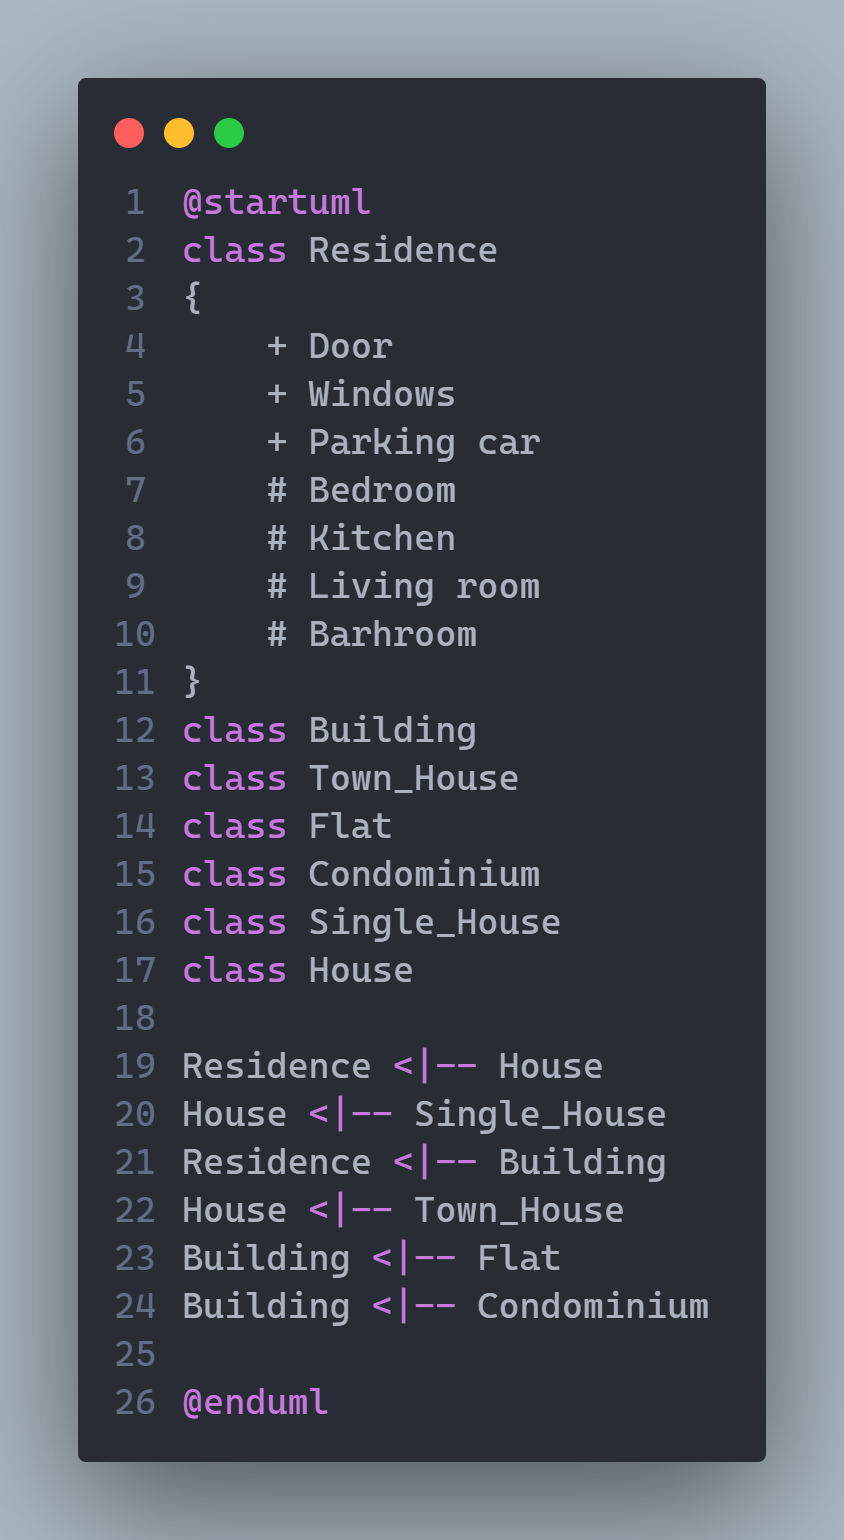 1 @startuml
2 class Residence
3 {
4     + Door
5     + Windows
6     + Parking car
7     # Bedroom
8     # Kitchen
9     # Living room
10     # Barhroom
11 }
12 class Building
13 class Town_House
14 class Flat
15 class Condominium
16 class Single_House
17 class House
18
19 Residence <|-- House
20 House <|-- Single_House
21 Residence <|-- Building
22 House <|-- Town_House
23 Building <|-- Flat
24 Building <|-- Condominium
25
26 @enduml